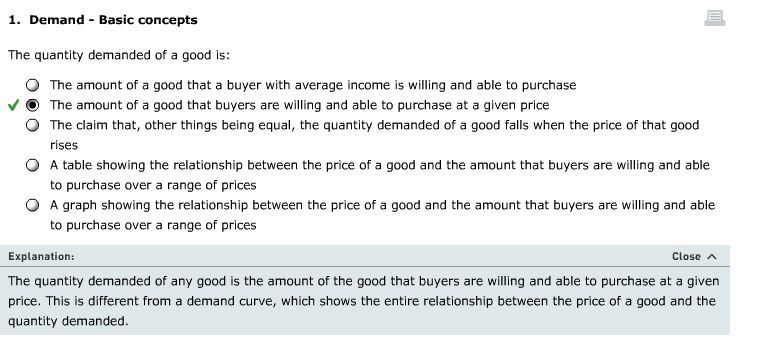 1. Demand - Basic concepts
The quantity demanded of a good is:
The amount of a good that a buyer with average income is willing and able to purchase
The amount of a good that buyers are willing and able to purchase at a given price
The claim that, other things being equal, the quantity demanded of a good falls when the price of that good
rises
A table showing the relationship between the price of a good and the amount that buyers are willing and able
to purchase over a range of prices
A graph showing the relationship between the price of a good and the amount that buyers are willing and able
to purchase over a range of prices
Explanation: Close
The quantity demanded of any good is the amount of the good that buyers are willing and able to purchase at a given
price. This is different from a demand curve, which shows the entire relationship between the price of a good and the
quantity demanded.